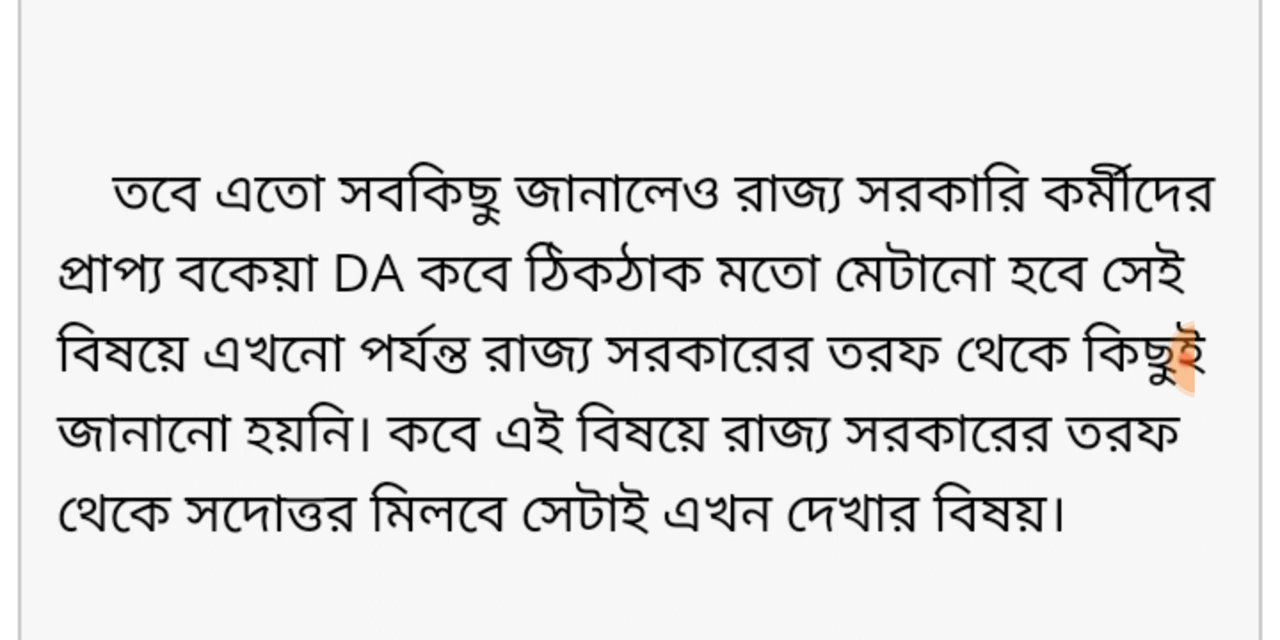 তবে এতো সবকিছু জানালেও রাজ্য সরকারি কর্মীদের
প্রাপ্য বকেয়া DA কবে ঠিকঠাক মতো মেটানো হবে সেই
বিষয়ে এখনো পর্যন্ত রাজ্য সরকারের তরফ থেকে কিছুই
জানানো হয়নি। কবে এই বিষয়ে রাজ্য সরকারের তরফ
থেকে সদোত্তর মিলবে সেটাই এখন দেখার বিষয়।